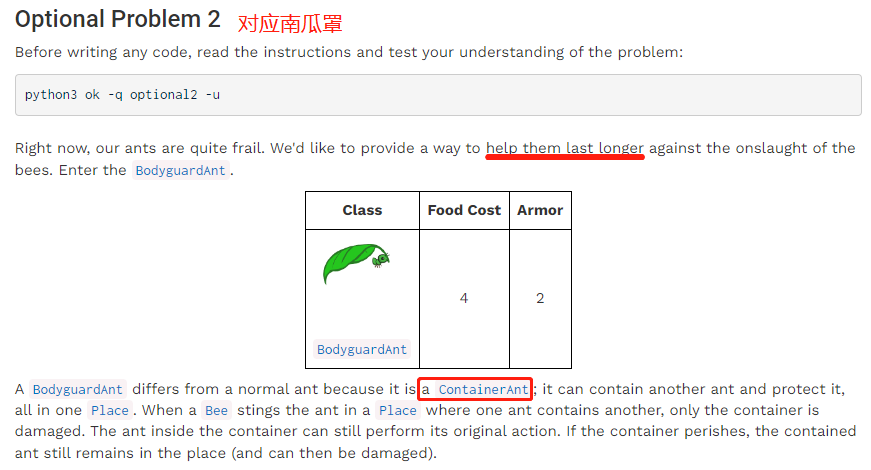 Optional Problem 2 对应南瓜罩
Before writing any code, read the instructions and test your understanding of the problem:
python3 ok -q optional2 -u
Right now, our ants are quite frail. We'd like to provide a way to help them last longer against the onslaught of the
bees. Enter the BodyguardAnt.
Class Food Cost Armor
4 2
BodyguardAnt
A BodyguardAnt differs from a normal ant because it is a ContainerAnt; it can contain another ant and protect it,
all in one Place. When a Bee stings the ant in a Place where one ant contains another, only the container is
damaged. The ant inside the container can still perform its original action. If the container perishes, the contained
ant still remains in the place (and can then be damaged).